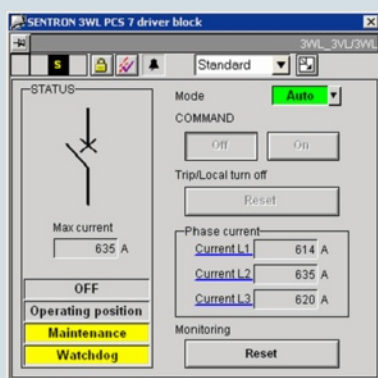 SENTRON 3WL PCS 7 driver block
3WL_3VL/3WL
S
Standard
STATUS
Max current
635 A
OFF
Operating position
Maintenance
Watchdog
Mode Auto
COMMAND
Off On
Trip/Local turn off
Reset
Phase current
Current L1 614 A
Current L2 635 A
Current L3 620 A
Monitoring
Reset